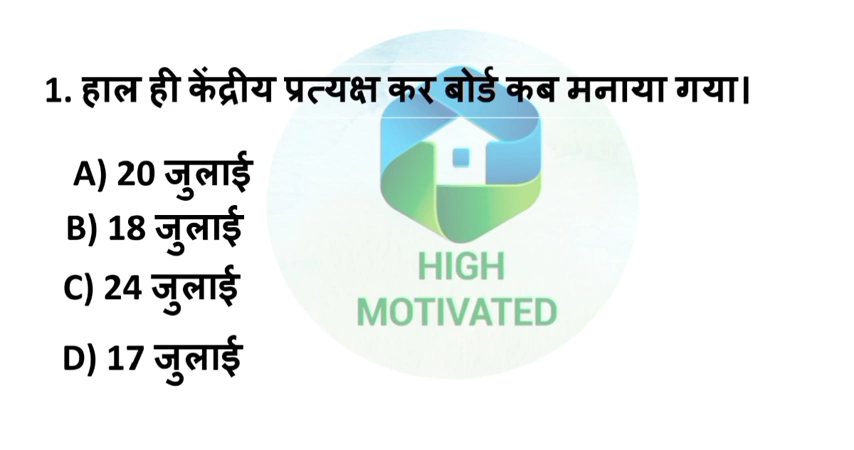 1. हाल ही केंद्रीय प्रत्यक्ष कर बोर्ड कब मनाया गया।
A) 20 जुलाई
B) 18 जुलाई
C) 24 जुलाई
D) 17 जुलाई
HIGH
MOTIVATED